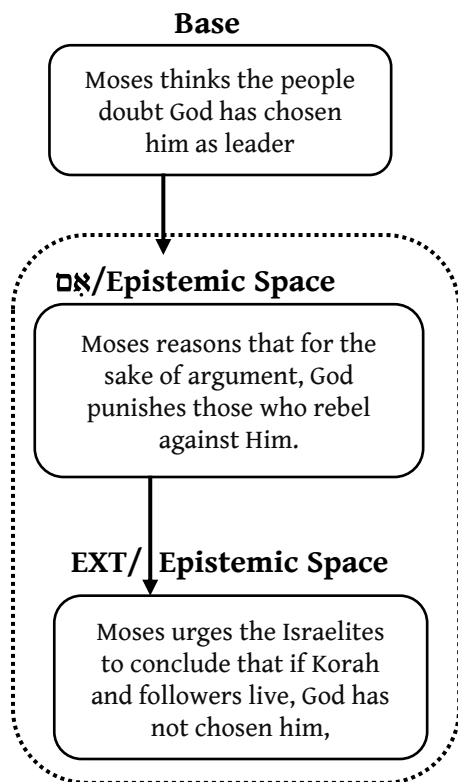 Base
Moses thinks the people
doubt God has chosen
him as leader
אִם/Epistemic Space
Moses reasons that for the
sake of argument, God
punishes those who rebel
against Him.
EXT/ Epistemic Space
Moses urges the Israelites
to conclude that if Korah
and followers live, God has
not chosen him,